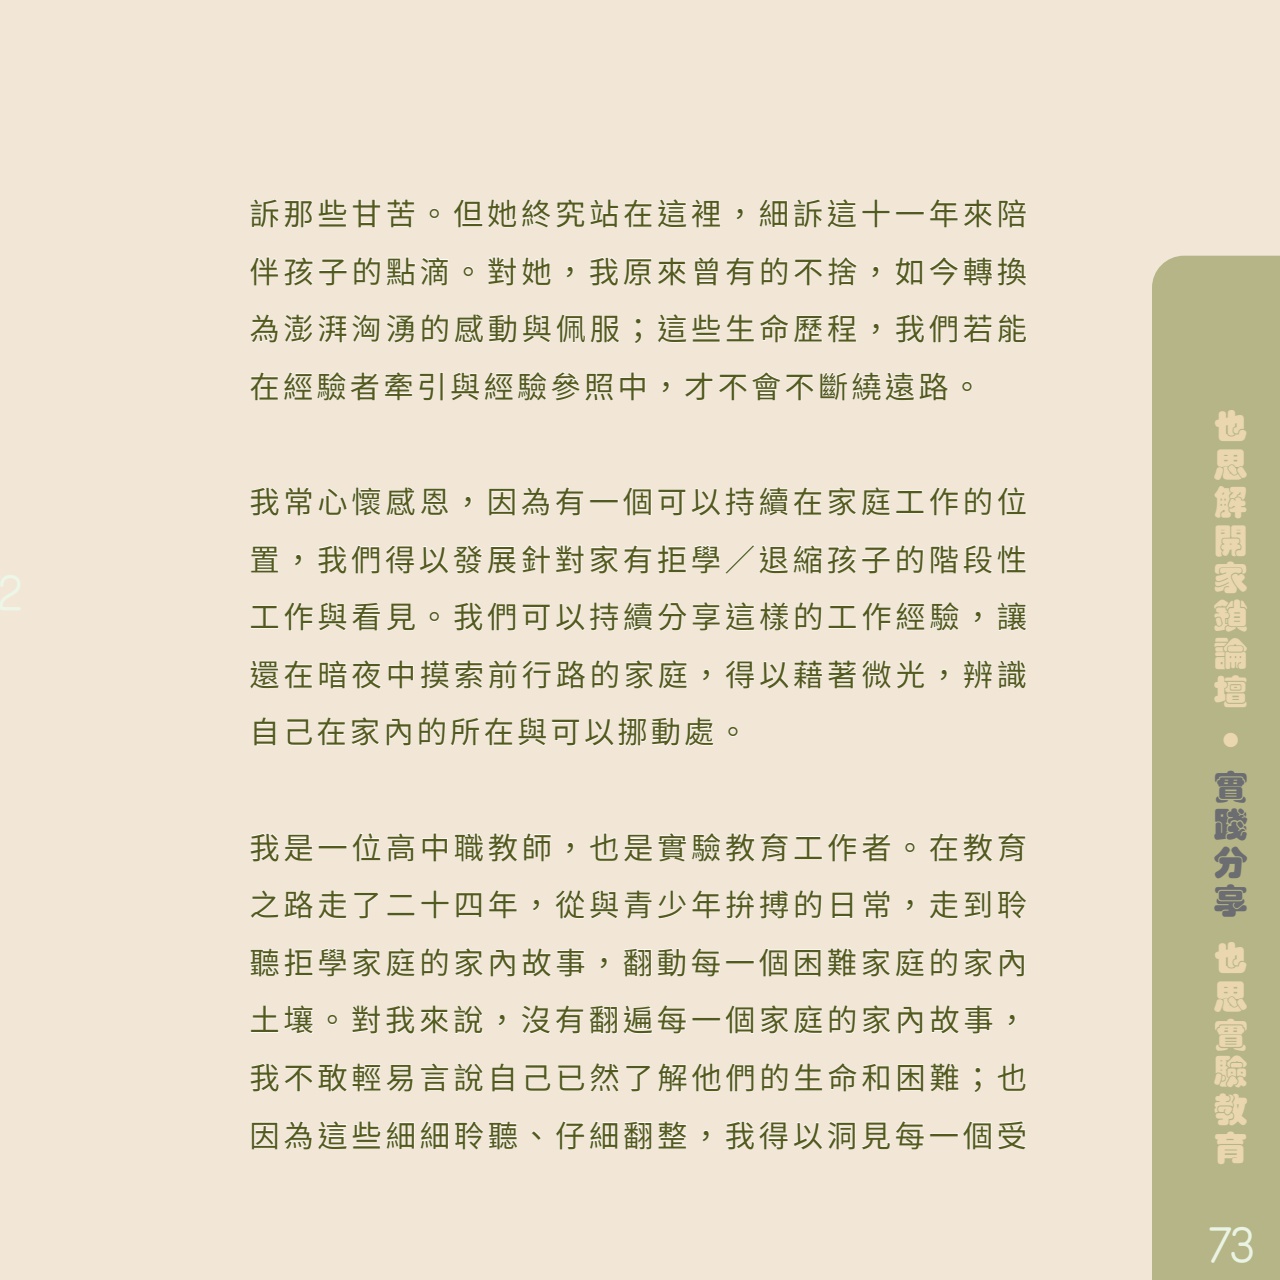 訴那些甘苦。但她終究站在這裡，細訴這十一年來陪
伴孩子的點滴。對她，我原來曾有的不捨，如今轉換
為澎湃洶湧的感動與佩服；這些生命歷程，我們若能
在經驗者牽引與經驗參照中，才不會不斷繞遠路。
我常心懷感恩，因為有一個可以持續在家庭工作的位
置，我們得以發展針對家有拒學／退縮孩子的階段性
工作與看見。我們可以持續分享這樣的工作經驗，讓
還在暗夜中摸索前行路的家庭，得以藉著微光，辨識
自己在家內的所在與可以挪動處。
我是一位高中職教師，也是實驗教育工作者。在教育
之路走了二十四年，從與青少年拚搏的日常，走到聆
聽拒學家庭的家內故事，翻動每一個困難家庭的家內
土壤。對我來說，沒有翻遍每一個家庭的家內故事，
我不敢輕易言說自己已然了解他們的生命和困難；也
因為這些細細聆聽、仔細翻整，我得以洞見每一個受
2
也思解開家鎖論壇●實踐分享 也思實驗教育
73